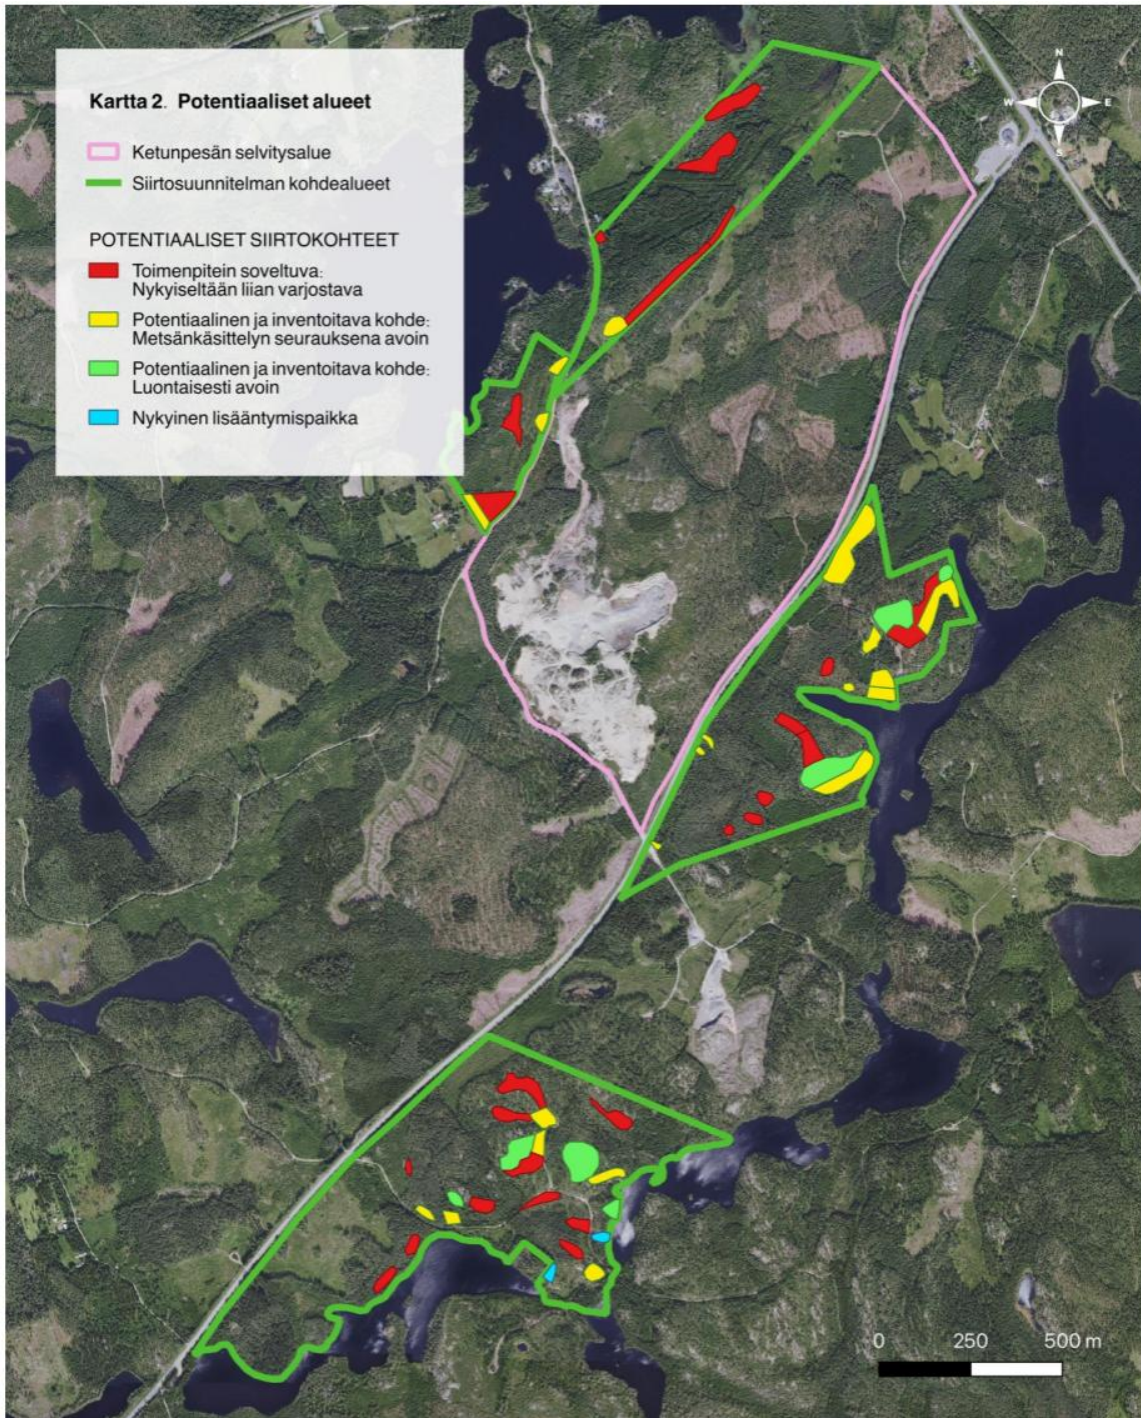 Kartta 2. Potentiaaliset alueet
Ketunpesän selvitysalue
Siirtosuunnitelman kohdealueet
POTENTIAALISET SIIRTOKOHTEET
Toimenpitein soveltuva:
Nykyiseltään liian varjostava
Potentiaalinen ja inventoitava kohde:
Metsänkäsittelyn seurauksena avoin
Potentiaalinen ja inventoitava kohde:
Luontaisesti avoin
Nykyinen lisääntymispaikka
N
W
E
S
0 250 500 m